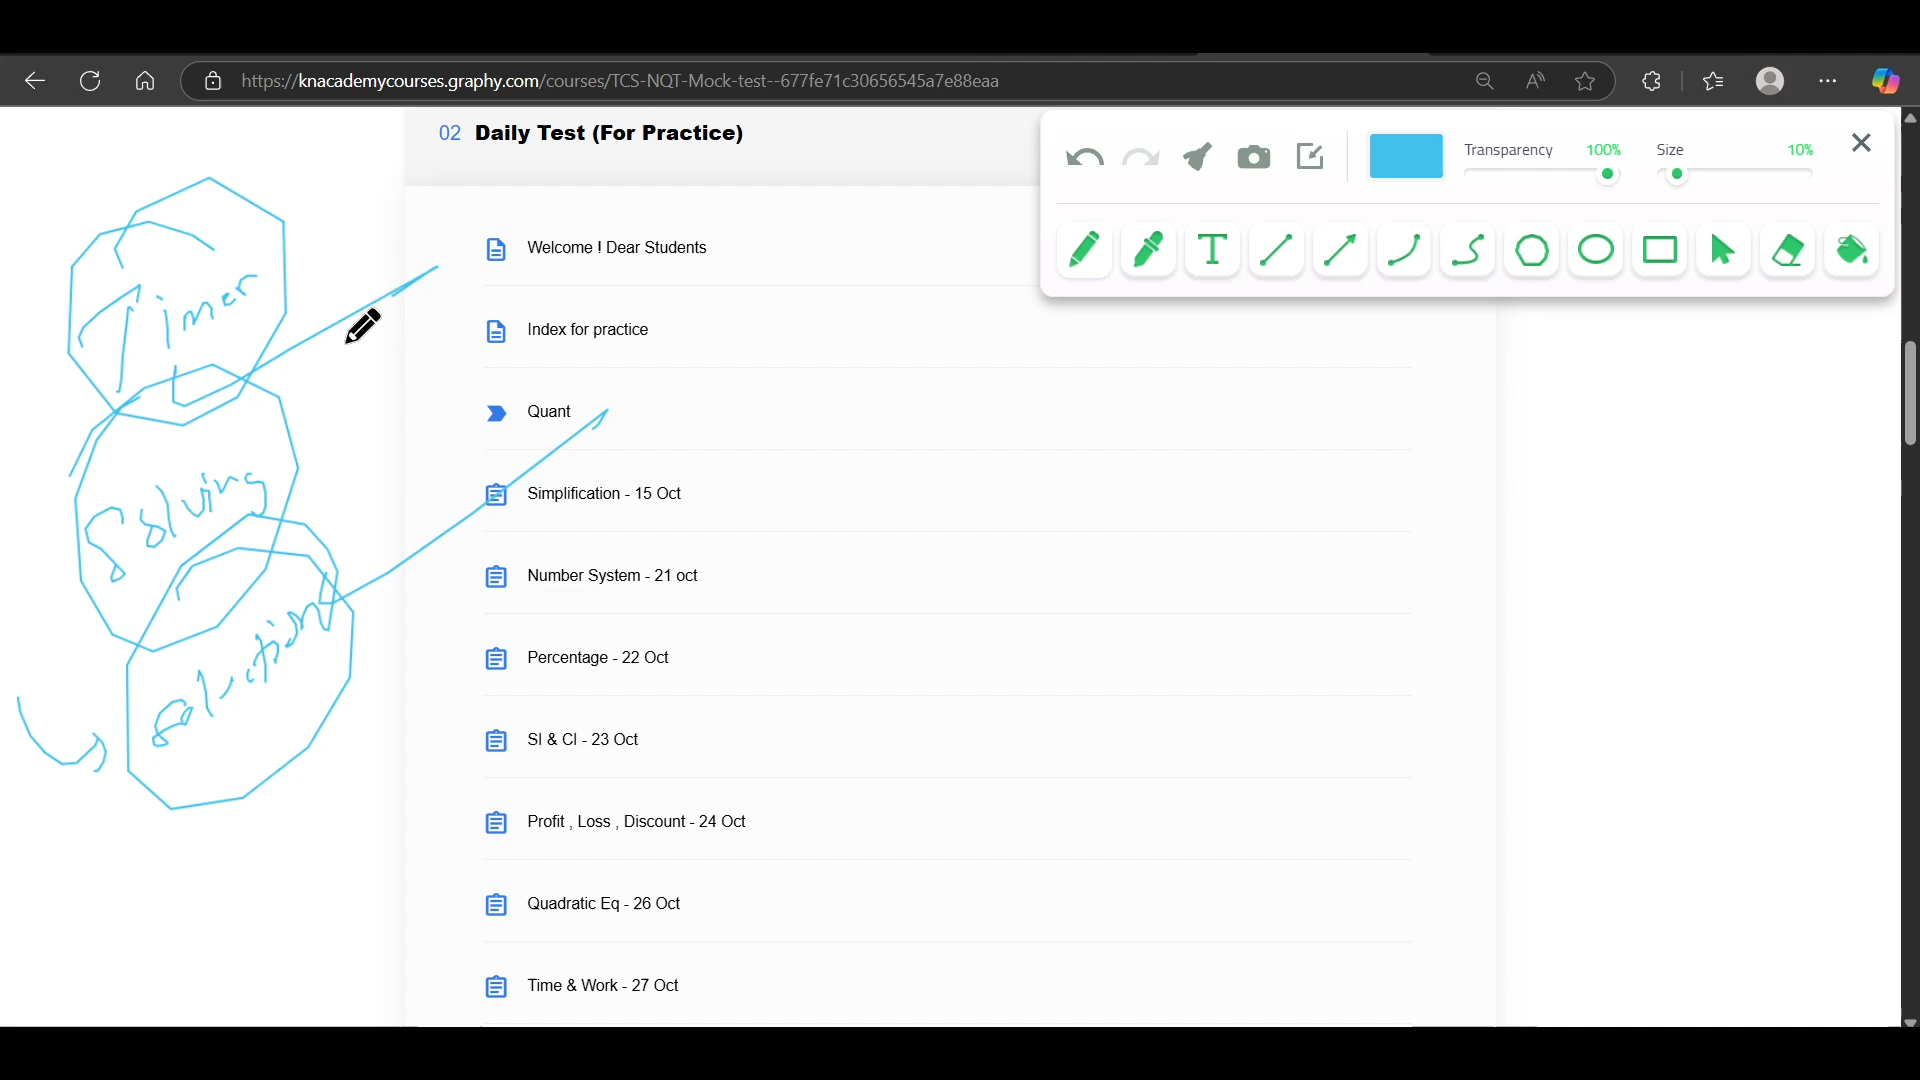 https://knacademycourses.graphy.com/courses/TCS-NQT-Mock-test--677fe71c30656545a7e88eaa
02 Daily Test (For Practice)
Transparency 100% Size 10%
Welcome ! Dear Students
Timer
Index for practice
Quant
Solving
Simplification - 15 Oct
Number System - 21 oct
Solution
Percentage - 22 Oct
SI & CI - 23 Oct
Profit , Loss , Discount - 24 Oct
Quadratic Eq - 26 Oct
Time & Work - 27 Oct